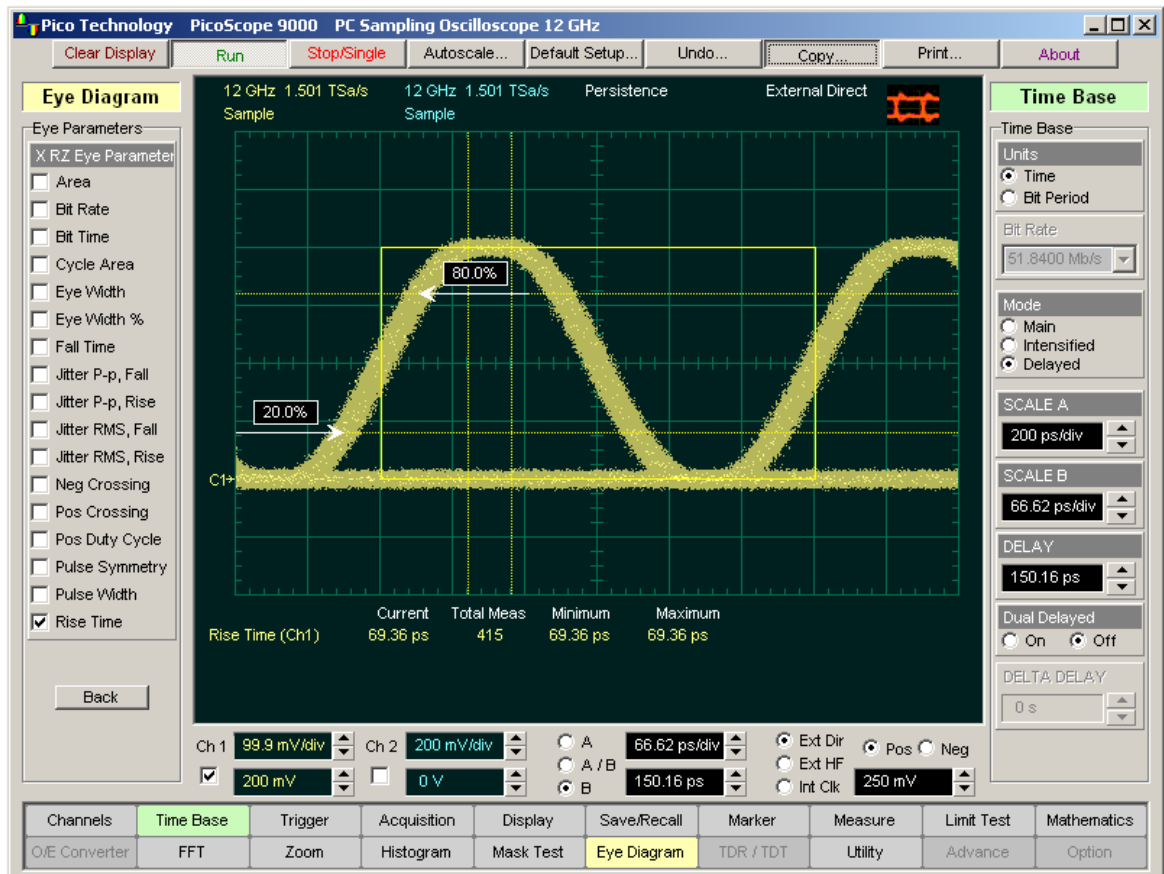 Pico Technology PicoScope 9000 PC Sampling Oscilloscope 12 GHz
Clear Display Run Stop/Single Autoscale... Default Setup... Undo... Copy... Print... About
Eye Diagram
Eye Parameters
X RZ Eye Parameter
Area
Bit Rate
Bit Time
Cycle Area
Eye Width
Eye Width %
Fall Time
Jitter P-p, Fall
Jitter P-p, Rise
Jitter RMS, Fall
Jitter RMS, Rise
Neg Crossing
Pos Crossing
Pos Duty Cycle
Pulse Symmetry
Pulse Width
Rise Time
Back
12 GHz 1.501 TSa/s 12 GHz 1.501 TSa/s Persistence External Direct
Sample Sample
80.0%
20.0%
C1
Current Total Meas Minimum Maximum
Rise Time (Ch1) 69.36 ps 415 69.36 ps 69.36 ps
Time Base
Time Base
Units
Time
Bit Period
Bit Rate
51.8400 Mb/s
Mode
Main
Intensified
Delayed
SCALE A
200 ps/div
SCALE B
66.62 ps/div
DELAY
150.16 ps
Dual Delayed
On Off
DELTA DELAY
0 s
Ch 1 99.9 mV/div Ch 2 200 mV/div A 66.62 ps/div Ext Dir Pos Neg
A / B Ext HF
200 mV 0 V B 150.16 ps Int Clk 250 mV
Channels Time Base Trigger Acquisition Display Save/Recall Marker Measure Limit Test Mathematics
O/E Converter FFT Zoom Histogram Mask Test Eye Diagram TDR / TDT Utility Advance Option